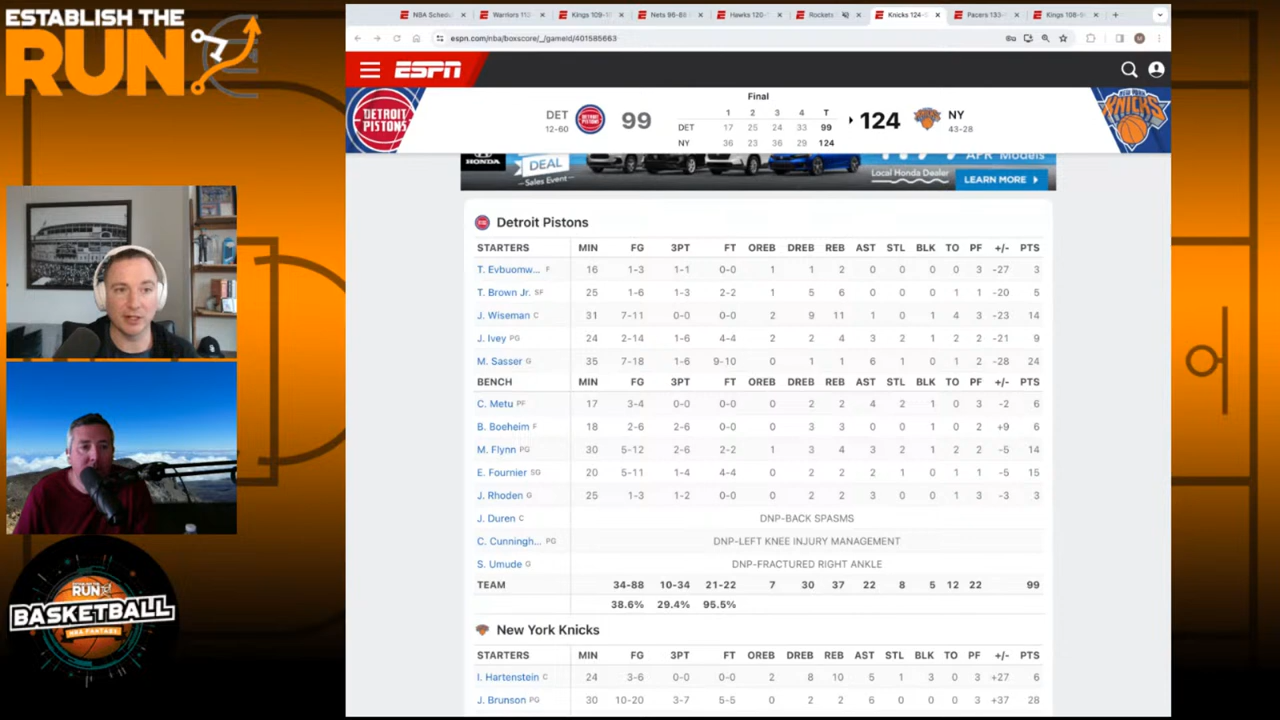 ESTABLISH THE
RUN
NBA Schedu
Warriors 112
Kings 109-1
Nets 96-88
Hawks 120-
Rockets
Knicks 124-
Pacers 133-
Kings 108-
espn.com/nba/boxscore/_/gameId/401585663
ESPN
Final
DETROIT PISTONS
DET
12-60
99
1 2 3 4 T
DET 17 25 24 33 99
NY 36 23 36 29 124
124
NY
43-28
KNICKS
HONDA
DEAL
Sales Event
APR Models
Local Honda Dealer
LEARN MORE
Detroit Pistons
STARTERS MIN FG 3PT FT OREB DREB REB AST STL BLK TO PF +/- PTS
T. Evbuomw... F 16 1-3 1-1 0-0 1 1 2 0 0 0 0 3 -27 3
T. Brown Jr. SF 25 1-6 1-3 2-2 1 5 6 0 0 0 1 1 -20 5
J. Wiseman C 31 7-11 0-0 0-0 2 9 11 1 0 1 4 3 -23 14
J. Ivey PG 24 2-14 1-6 4-4 2 2 4 3 2 1 2 2 -21 9
M. Sasser G 35 7-18 1-6 9-10 0 1 1 6 1 0 2 1 -28 24
BENCH MIN FG 3PT FT OREB DREB REB AST STL BLK TO PF +/- PTS
C. Metu PF 17 3-4 0-0 0-0 0 2 2 4 2 1 0 3 -2 6
B. Boeheim F 18 2-6 2-6 0-0 0 3 3 0 0 1 0 2 +9 6
M. Flynn PG 30 5-12 2-6 2-2 1 3 4 3 2 1 2 2 -5 14
E. Fournier SG 20 5-11 1-4 4-4 0 2 2 2 1 0 1 1 -5 15
J. Rhoden G 25 1-3 1-2 0-0 0 2 2 3 0 0 1 3 -3 3
J. Duren C DNP-BACK SPASMS
C. Cunningh... PG DNP-LEFT KNEE INJURY MANAGEMENT
S. Umude G DNP-FRACTURED RIGHT ANKLE
TEAM 34-88 10-34 21-22 7 30 37 22 8 5 12 22 99
38.6% 29.4% 95.5%
New York Knicks
STARTERS MIN FG 3PT FT OREB DREB REB AST STL BLK TO PF +/- PTS
I. Hartenstein C 24 3-6 0-0 0-0 2 8 10 5 1 3 0 3 +27 6
J. Brunson PG 30 10-20 3-7 5-5 0 2 2 6 0 0 0 3 +37 28
ESTABLISH THE
RUN
BASKETBALL
NBA FANTASY